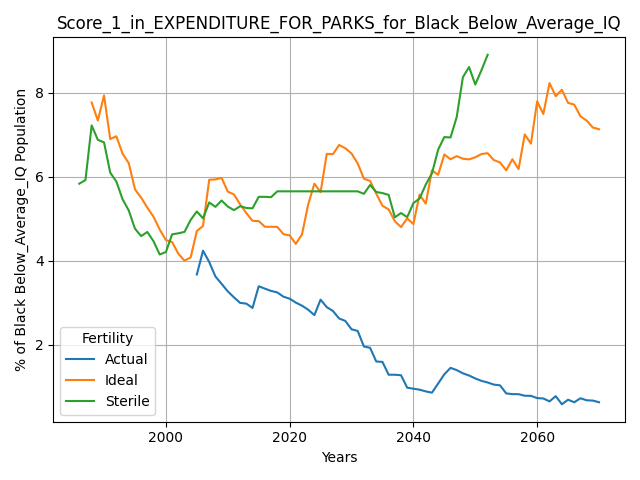 Score_1_in_EXPENDITURE_FOR_PARKS_for_Black_Below_Average_IQ
% of Black Below_Average_IQ Population
8
6
4
2
Fertility
Actual
Ideal
Sterile
2000
2020
2040
2060
Years